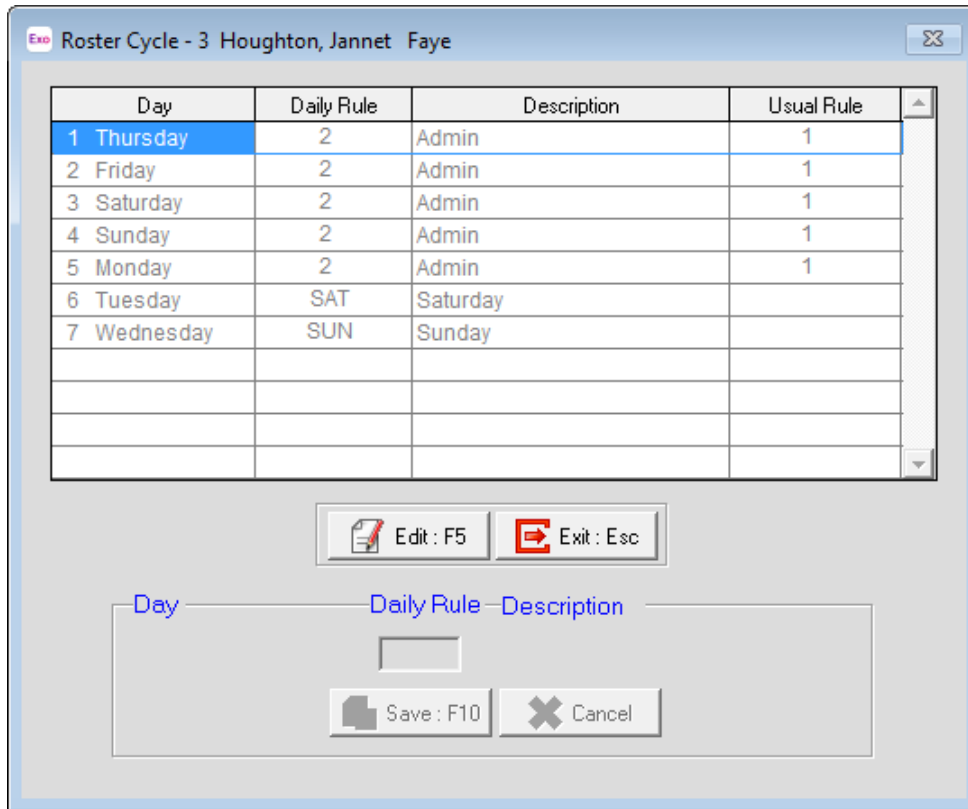 Exo Roster Cycle - 3 Houghton, Jannet Faye
Day Daily Rule Description Usual Rule
1 Thursday 2 Admin 1
2 Friday 2 Admin 1
3 Saturday 2 Admin 1
4 Sunday 2 Admin 1
5 Monday 2 Admin 1
6 Tuesday SAT Saturday
7 Wednesday SUN Sunday
Edit : F5 Exit : Esc
Day Daily Rule Description
Save : F10 Cancel